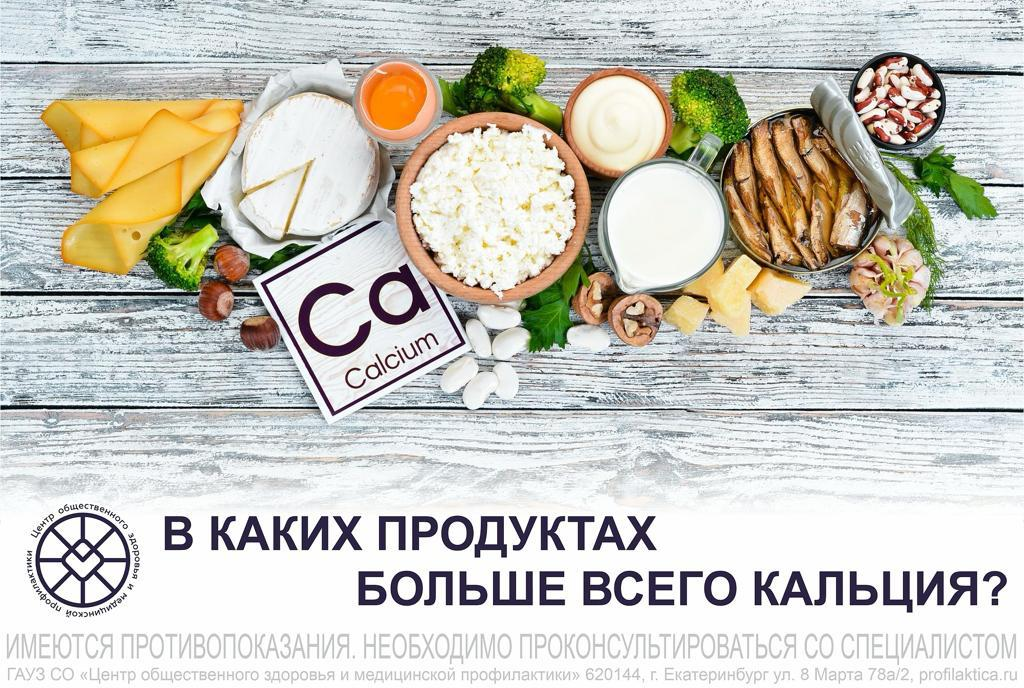 Ca
Calcium
Центр общественного здоровья и медицинской профилактики
В КАКИХ ПРОДУКТАХ
БОЛЬШЕ ВСЕГО КАЛЬЦИЯ?
ИМЕЮТСЯ ПРОТИВОПОКАЗАНИЯ. НЕОБХОДИМО ПРОКОНСУЛЬТИРОВАТЬСЯ СО СПЕЦИАЛИСТОМ
ГАУЗ СО «Центр общественного здоровья и медицинской профилактики» 620144, г. Екатеринбург ул. 8 Марта 78а/2, profilaktica.ru